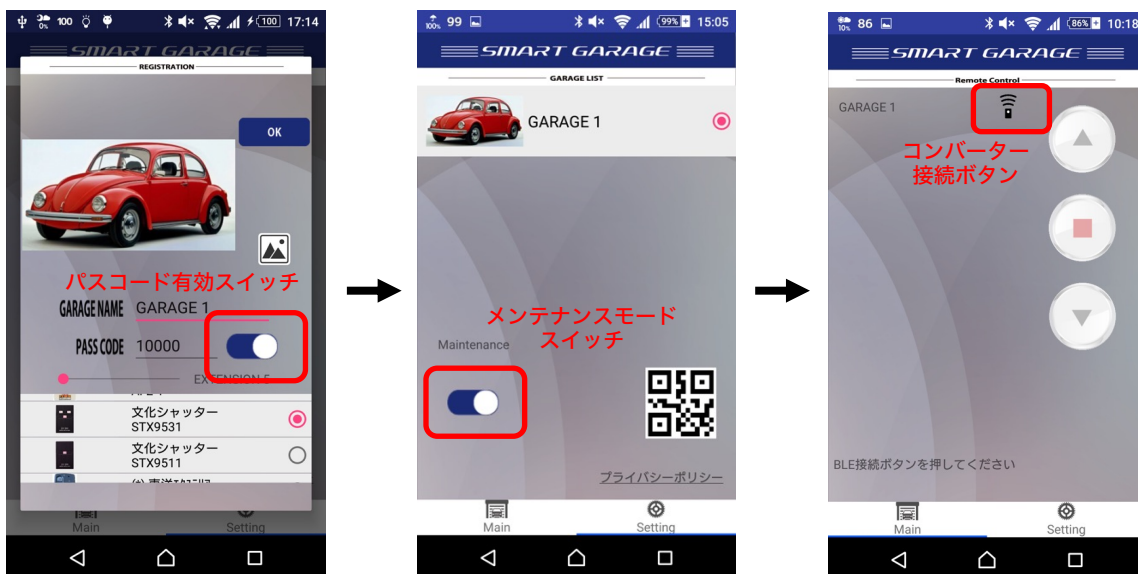 100 17:14
0%
100
SMART GARAGE
REGISTRATION
OK
パスコード有効スイッチ
GARAGE NAME GARAGE 1
PASS CODE 10000
EXTENSION 5
文化シャッター
STX9531
文化シャッター
STX9511
Main
Setting
99 99% 15:05
100%
SMART GARAGE
GARAGE LIST
GARAGE 1
メンテナンスモード
スイッチ
Maintenance
プライバシーポリシー
Main
Setting
86 86% 10:18
10%
SMART GARAGE
Remote Control
GARAGE 1
コンバーター
接続ボタン
BLE接続ボタンを押してください
Main
Setting